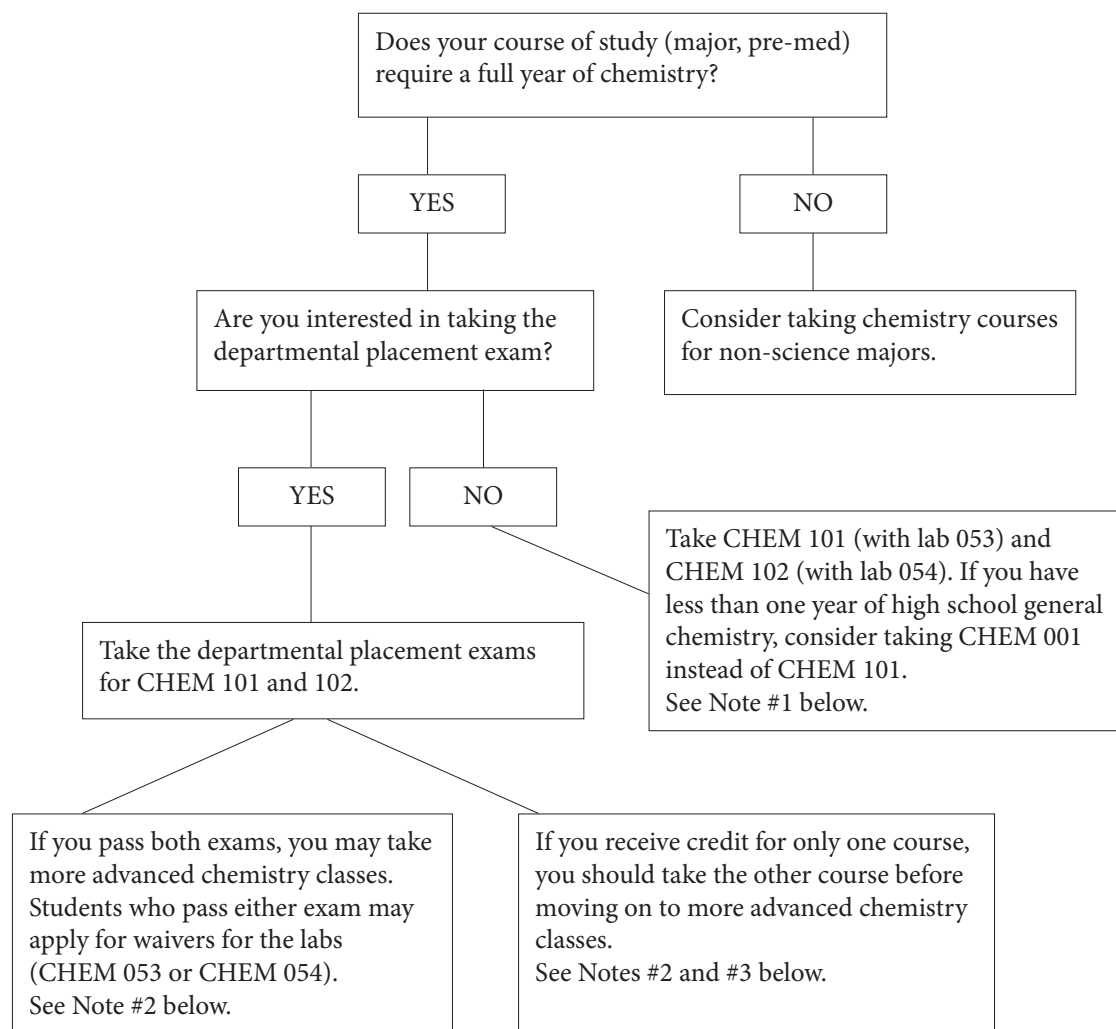 Does your course of study (major, pre-med)
require a full year of chemistry?
YES
NO
Are you interested in taking the
departmental placement exam?
Consider taking chemistry courses
for non-science majors.
YES
NO
Take CHEM 101 (with lab 053) and
CHEM 102 (with lab 054). If you have
less than one year of high school general
chemistry, consider taking CHEM 001
instead of CHEM 101.
See Note #1 below.
Take the departmental placement exams
for CHEM 101 and 102.
If you pass both exams, you may take
more advanced chemistry classes.
Students who pass either exam may
apply for waivers for the labs
(CHEM 053 or CHEM 054).
See Note #2 below.
If you receive credit for only one course,
you should take the other course before
moving on to more advanced chemistry
classes.
See Notes #2 and #3 below.